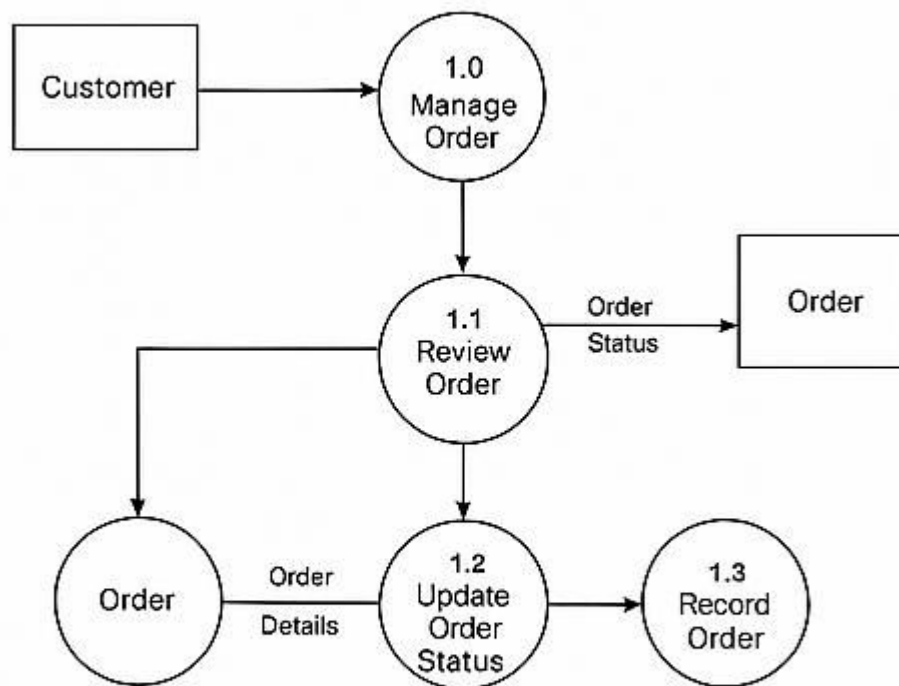 Customer
1.0
Manage
Order
1.1
Review
Order
Order
Status
Order
Order
Order
Details
1.2
Update
Order
Status
1.3
Record
Order